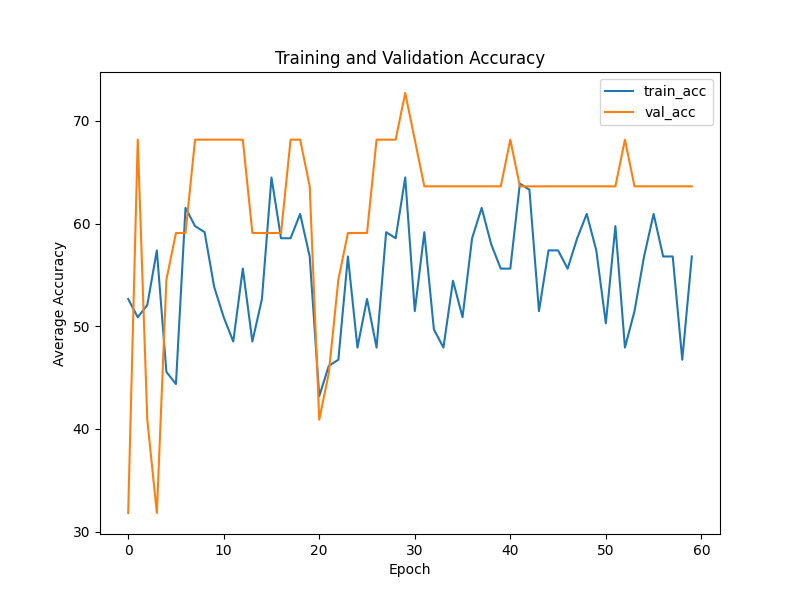 Training and Validation Accuracy
train_acc
val_acc
Average Accuracy
70
60
50
40
30
0 10 20 30 40 50 60
Epoch